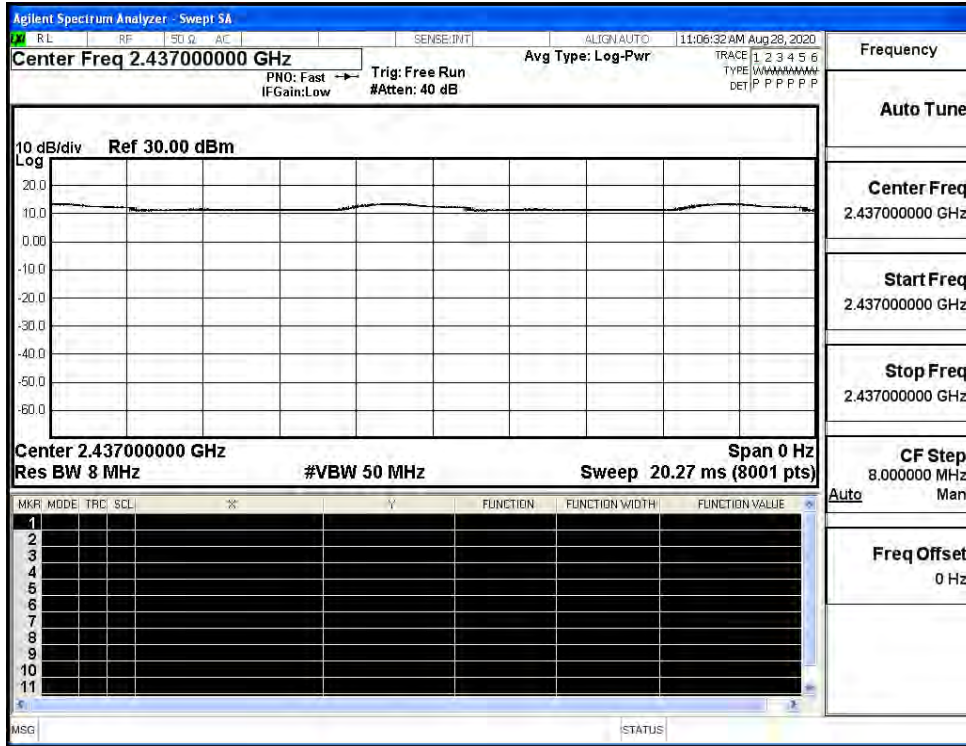 Agilent Spectrum Analyzer - Swept SA
LXI RL RF 50 Ω AC SENSE:INT ALIGN AUTO 11:06:32 AM Aug 28, 2020
Center Freq 2.437000000 GHz
PNO: Fast
IFGain:Low
Trig: Free Run
#Atten: 40 dB
Avg Type: Log-Pwr
TRACE 1 2 3 4 5 6
TYPE
DET P P P P P P
10 dB/div Ref 30.00 dBm
Log
20.0
10.0
0.00
-10.0
-20.0
-30.0
-40.0
-50.0
-60.0
Center 2.437000000 GHz Span 0 Hz
Res BW 8 MHz #VBW 50 MHz Sweep 20.27 ms (8001 pts)
MKR MODE TRC SCL X Y FUNCTION FUNCTION WIDTH FUNCTION VALUE
1
2
3
4
5
6
7
8
9
10
11
MSG STATUS
Frequency
Auto Tune
Center Freq
2.437000000 GHz
Start Freq
2.437000000 GHz
Stop Freq
2.437000000 GHz
CF Step
8.000000 MHz
Auto Man
Freq Offset
0 Hz